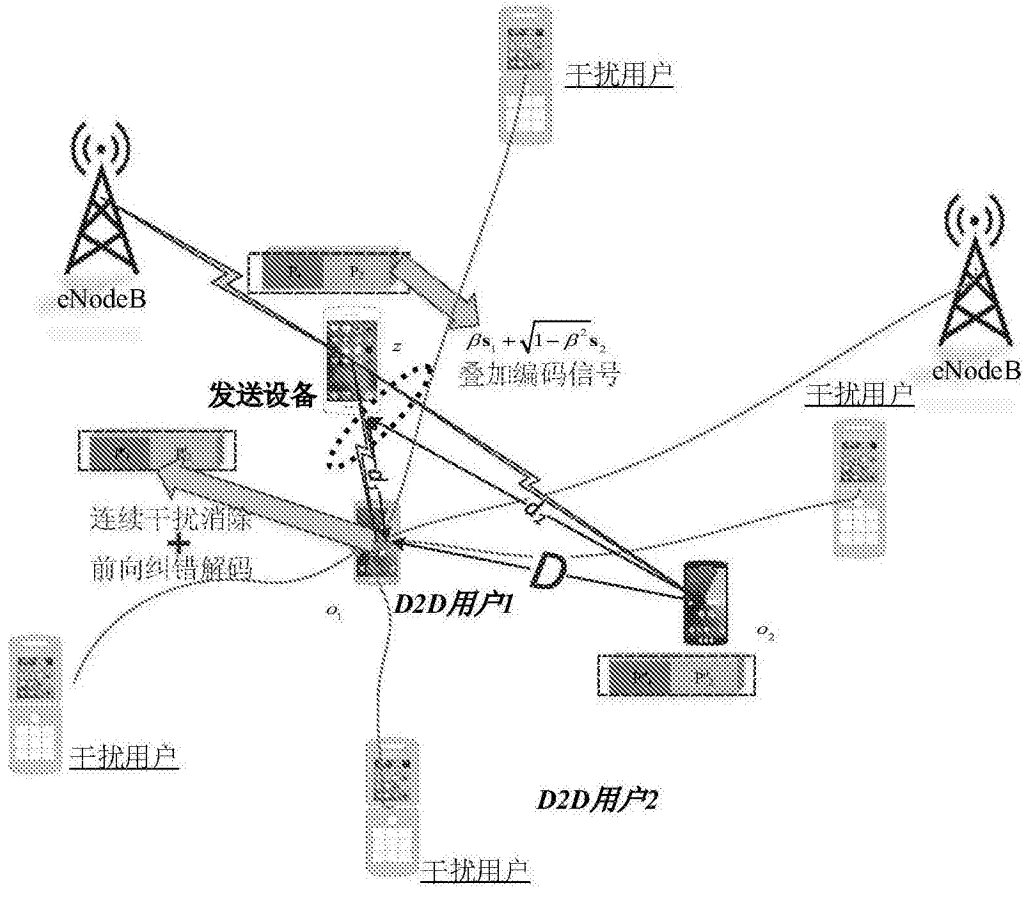 干扰用户
eNodeB
z
βs₁ + √(1 − β²)s₂
叠加编码信号
eNodeB
发送设备
干扰用户
d₁
连续干扰消除
+
前向纠错解码
d₂
D
D2D用户1
o₁
o₂
干扰用户
D2D用户2
干扰用户